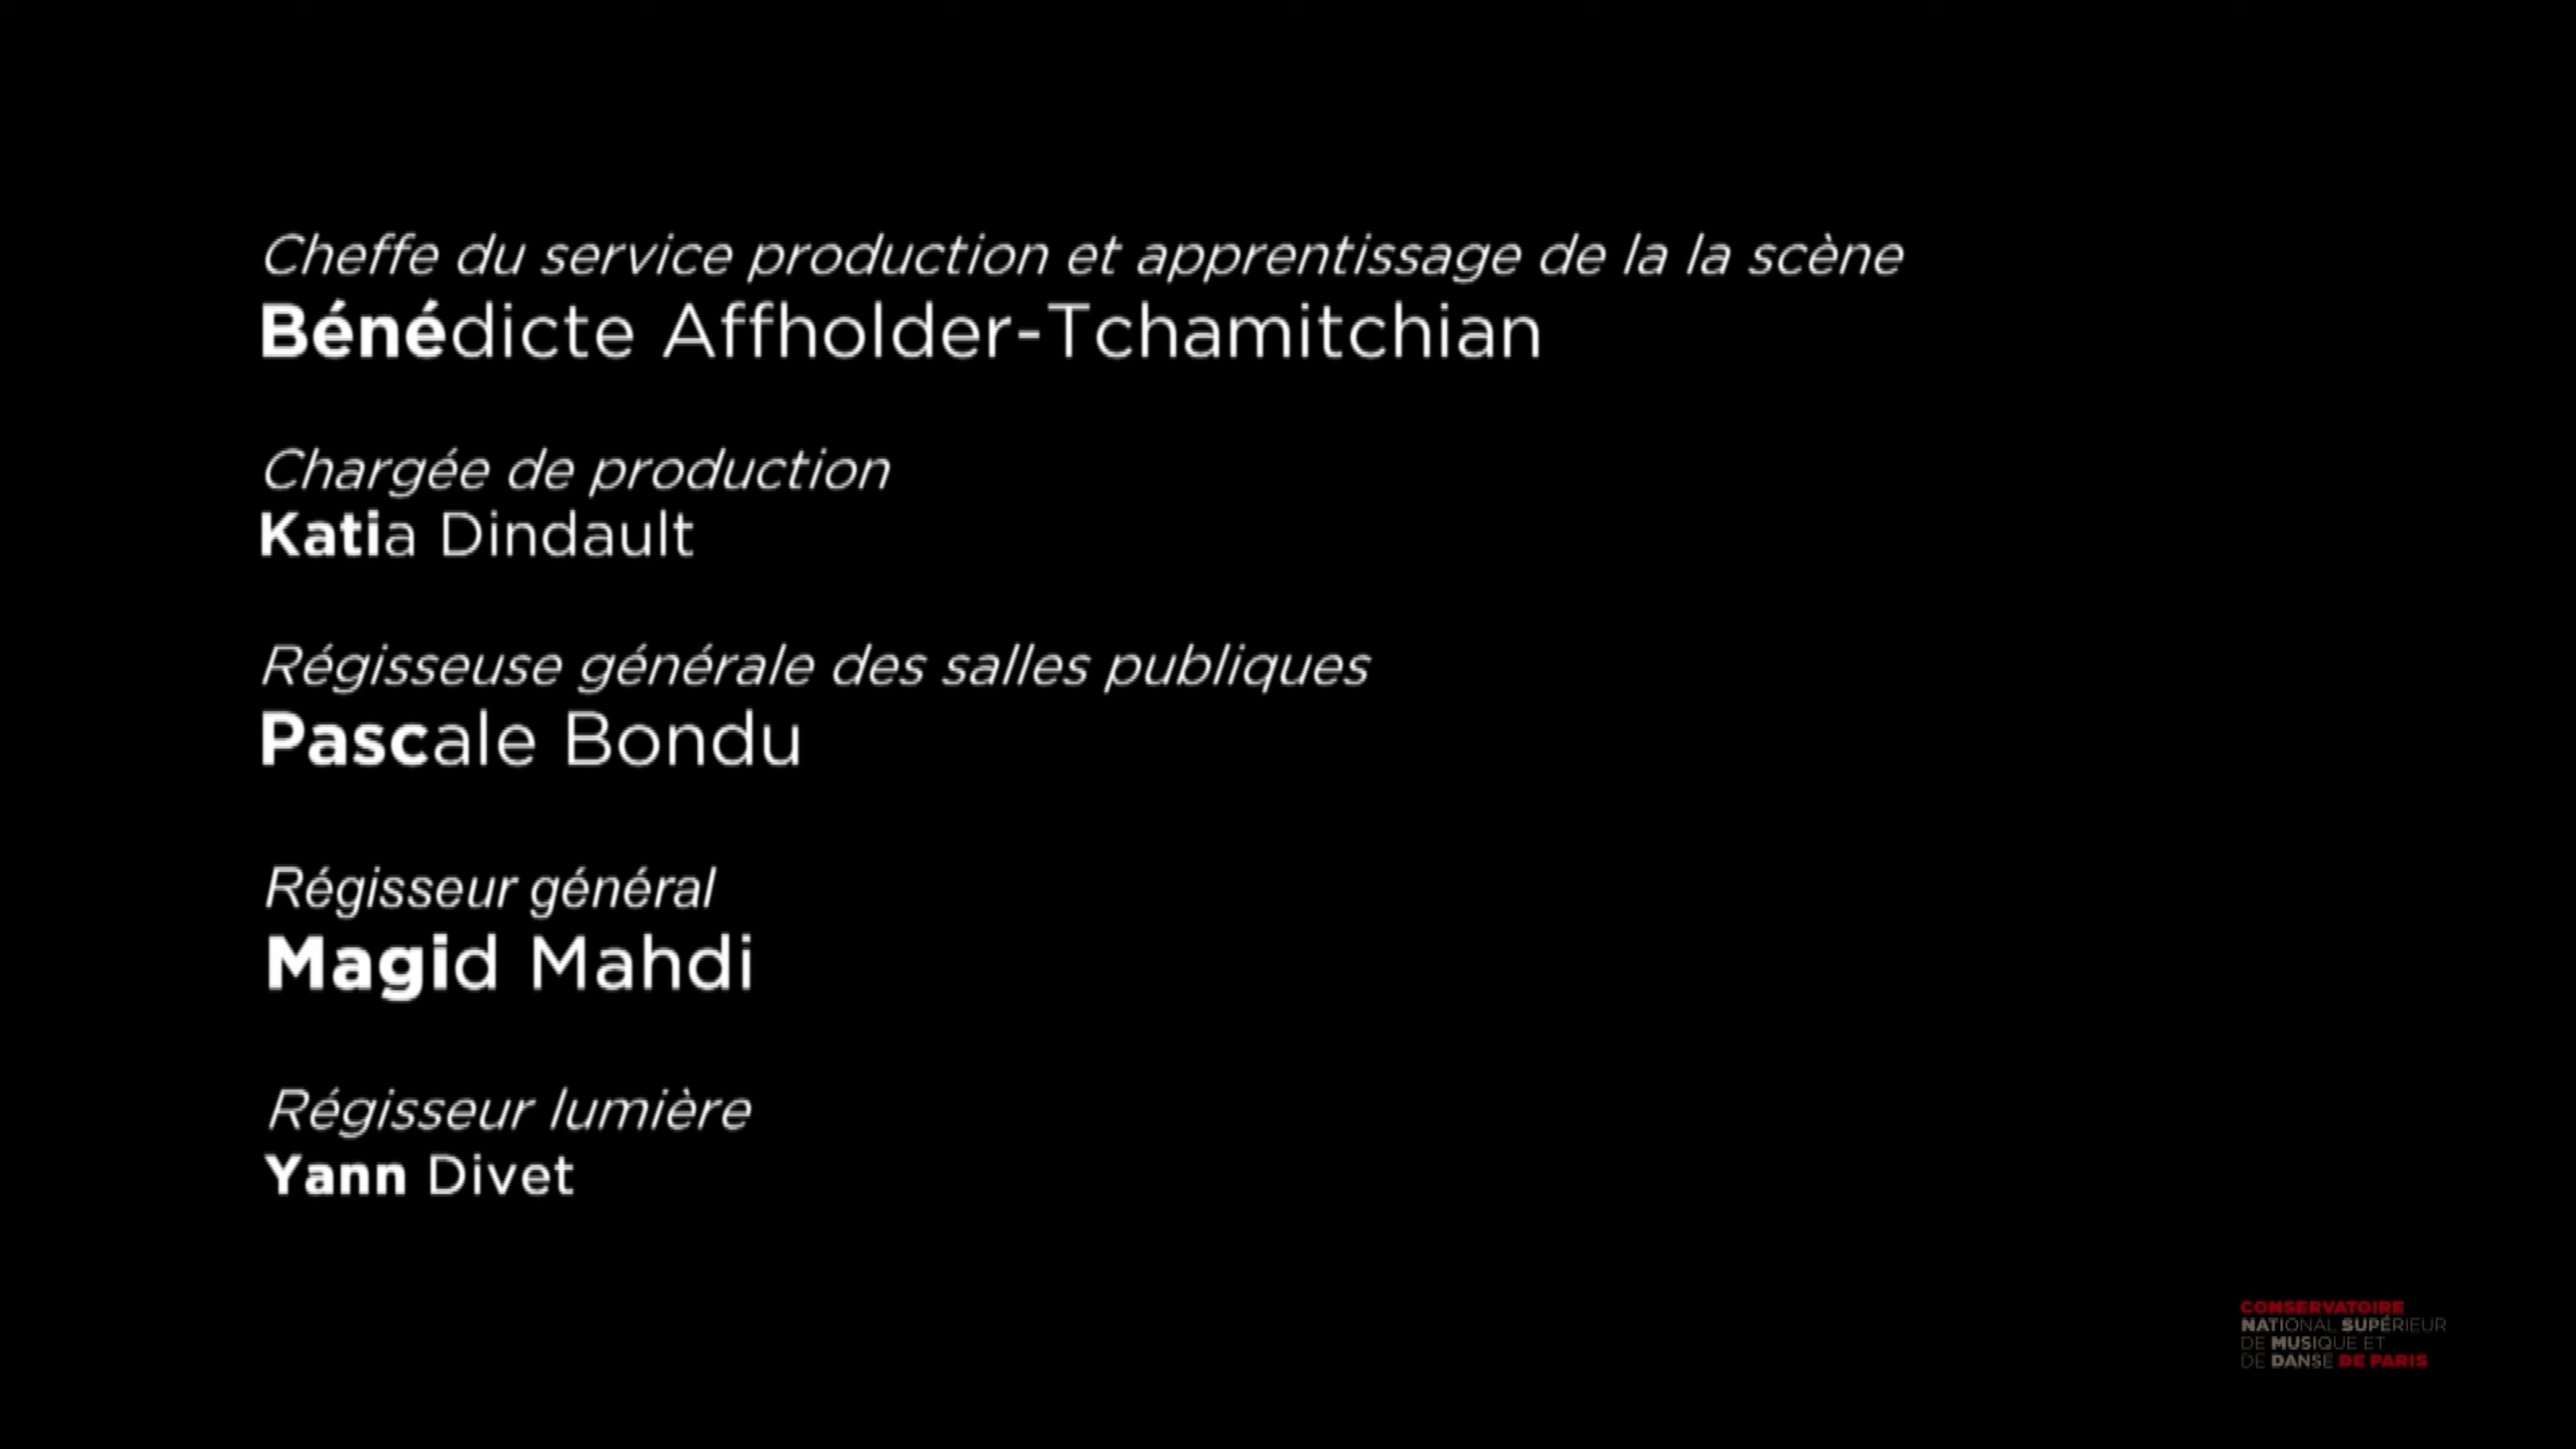 Cheffe du service production et apprentissage de la la scène
Bénédicte Affholder-Tchamitchian
Chargée de production
Katia Dindault
Régisseuse générale des salles publiques
Pascale Bondu
Régisseur général
Magid Mahdi
Régisseur lumière
Yann Divet
CONSERVATOIRE
NATIONAL SUPÉRIEUR
DE MUSIQUE ET
DE DANSE DE PARIS